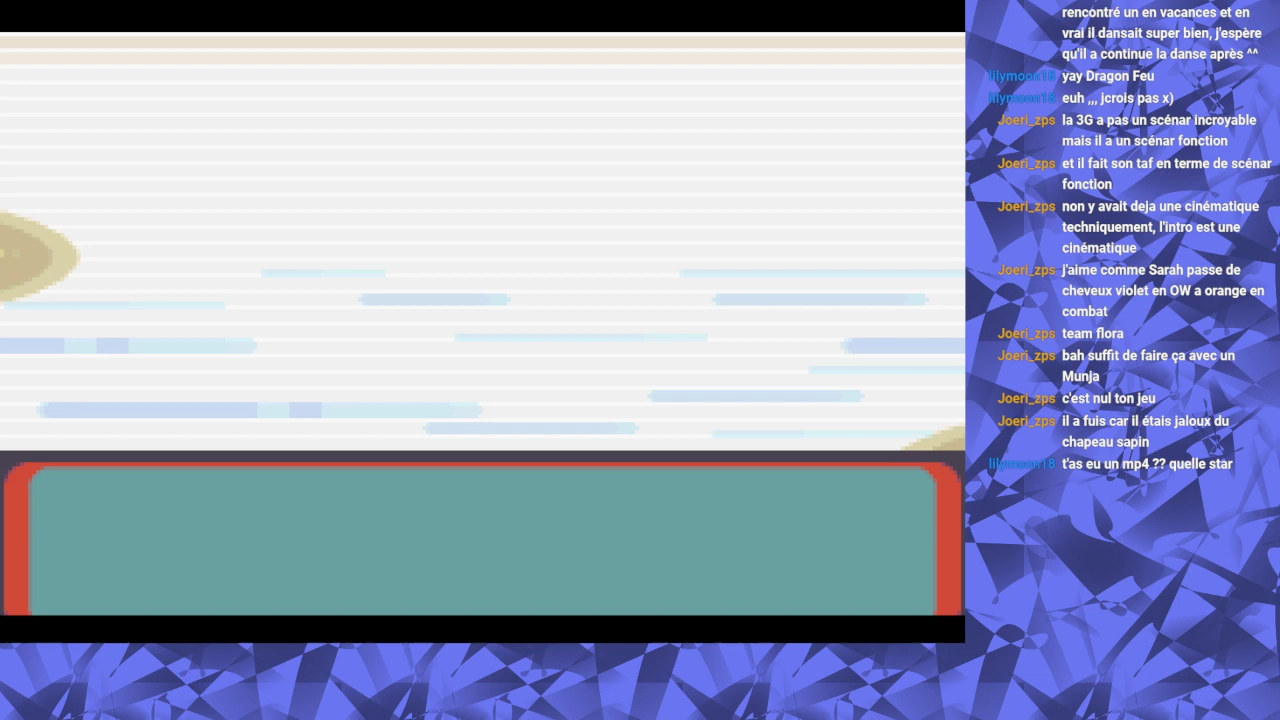 rencontré un en vacances et en
vrai il dansait super bien, j'espère
qu'il a continue la danse après ^^
lilymoon18 yay Dragon Feu
lilymoon18 euh ,,, jcrois pas x)
Joeri_zps la 3G a pas un scénar incroyable
mais il a un scénar fonction
Joeri_zps et il fait son taf en terme de scénar
fonction
Joeri_zps non y avait deja une cinématique
techniquement, l'intro est une
cinématique
Joeri_zps j'aime comme Sarah passe de
cheveux violet en OW a orange en
combat
Joeri_zps team flora
Joeri_zps bah suffit de faire ça avec un
Munja
Joeri_zps c'est nul ton jeu
Joeri_zps il a fuis car il étais jaloux du
chapeau sapin
lilymoon18 t'as eu un mp4 ?? quelle star